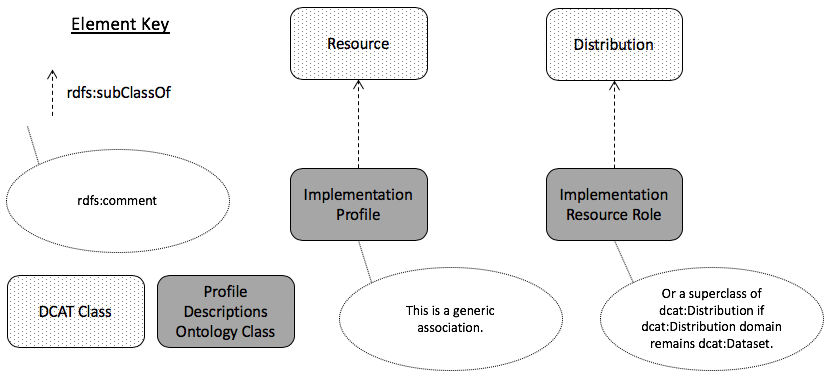 Element Key
rdfs:subClassOf
rdfs:comment
DCAT Class
Profile
Descriptions
Ontology Class
Resource
Implementation
Profile
This is a generic
association.
Distribution
Implementation
Resource Role
Or a superclass of
dcat:Distribution if
dcat:Distribution domain
remains dcat:Dataset.